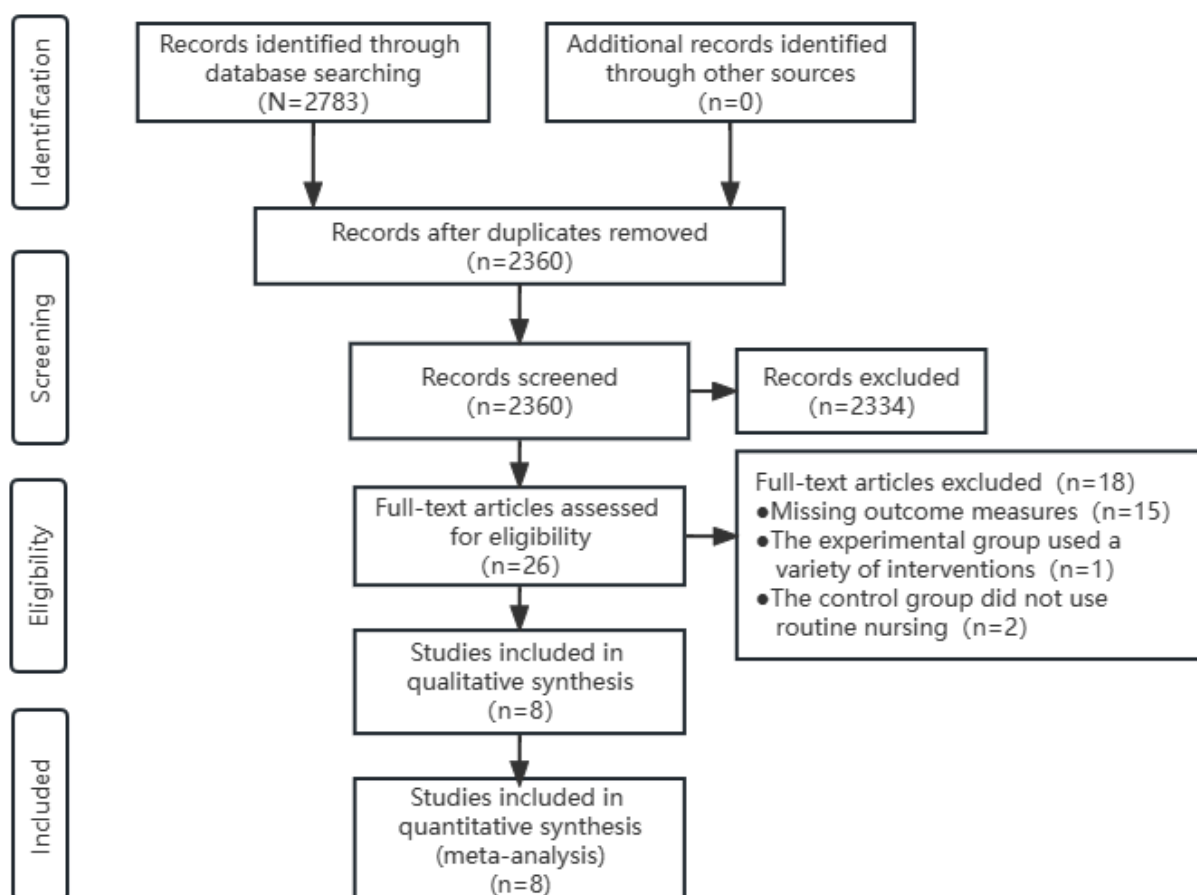 Identification
Records identified through
database searching
(N=2783)
Additional records identified
through other sources
(n=0)
Records after duplicates removed
(n=2360)
Screening
Records screened
(n=2360)
Records excluded
(n=2334)
Eligibility
Full-text articles assessed
for eligibility
(n=26)
Full-text articles excluded (n=18)
●Missing outcome measures (n=15)
●The experimental group used a
variety of interventions (n=1)
●The control group did not use
routine nursing (n=2)
Studies included in
qualitative synthesis
(n=8)
Included
Studies included in
quantitative synthesis
(meta-analysis)
(n=8)